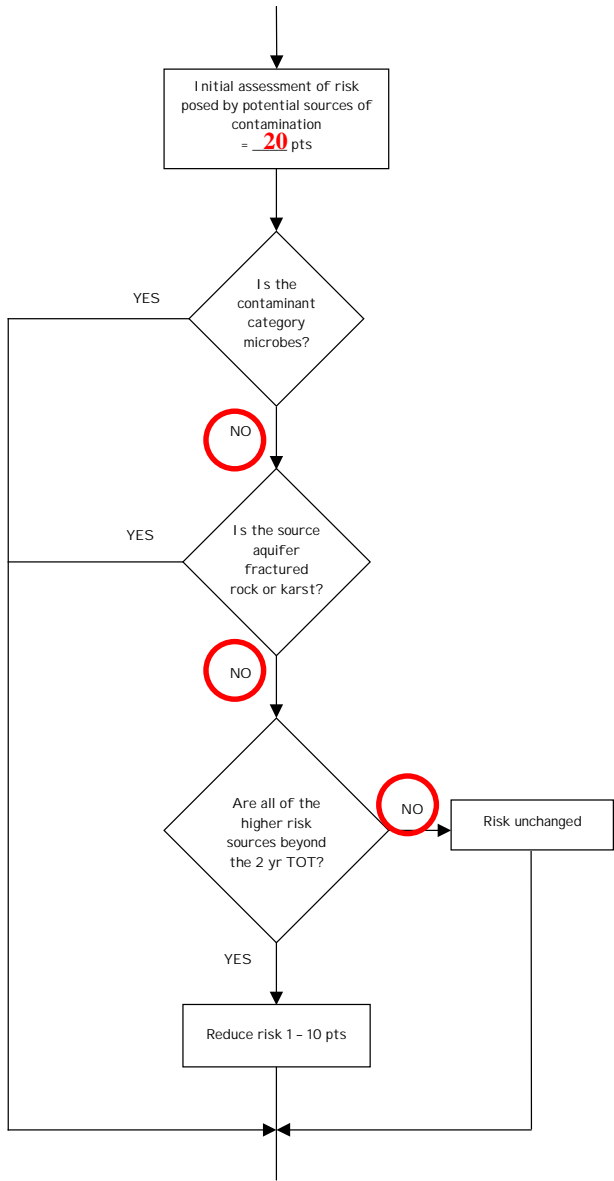 Initial assessment of risk
posed by potential sources of
contamination
= 20 pts
Is the
contaminant
category
microbes?
YES
NO
Is the source
aquifer
fractured
rock or karst?
YES
NO
Are all of the
higher risk
sources beyond
the 2 yr TOT?
NO
Risk unchanged
YES
Reduce risk 1 – 10 pts